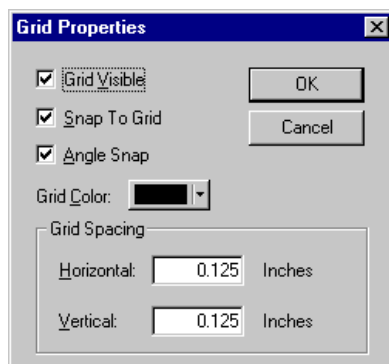 Grid Properties
Grid Visible
OK
Snap To Grid
Cancel
Angle Snap
Grid Color:
Grid Spacing
Horizontal: 0.125 Inches
Vertical: 0.125 Inches